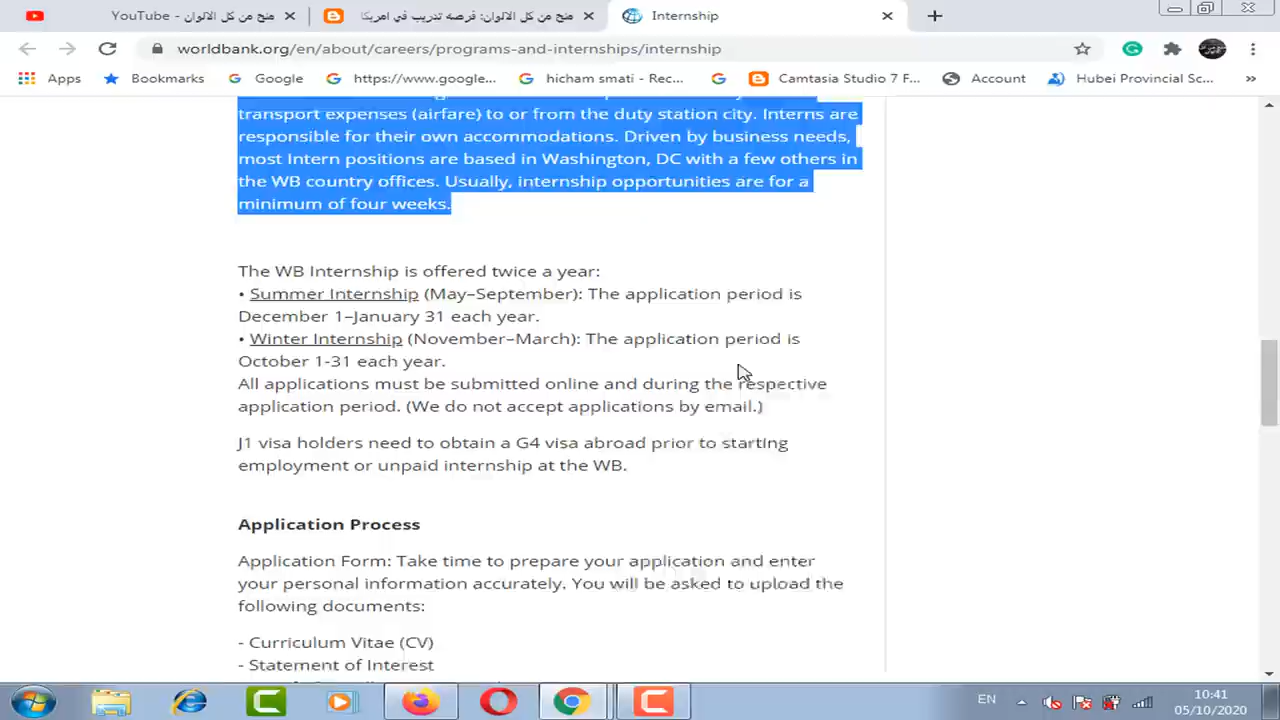 منح من كل الالوان - YouTube
منح من كل الالوان: فرصه تدريب في امريكا
Internship
worldbank.org/en/about/careers/programs-and-internships/internship
Apps
Bookmarks
Google
https://www.google...
hicham smati - Rec...
Camtasia Studio 7 F...
Account
Hubei Provincial Sc...
»
transport expenses (airfare) to or from the duty station city. Interns are
responsible for their own accommodations. Driven by business needs,
most Intern positions are based in Washington, DC with a few others in
the WB country offices. Usually, internship opportunities are for a
minimum of four weeks.
The WB Internship is offered twice a year:
• Summer Internship (May–September): The application period is
December 1–January 31 each year.
• Winter Internship (November–March): The application period is
October 1-31 each year.
All applications must be submitted online and during the respective
application period. (We do not accept applications by email.)
J1 visa holders need to obtain a G4 visa abroad prior to starting
employment or unpaid internship at the WB.
Application Process
Application Form: Take time to prepare your application and enter
your personal information accurately. You will be asked to upload the
following documents:
- Curriculum Vitae (CV)
- Statement of Interest
EN
10:41
05/10/2020